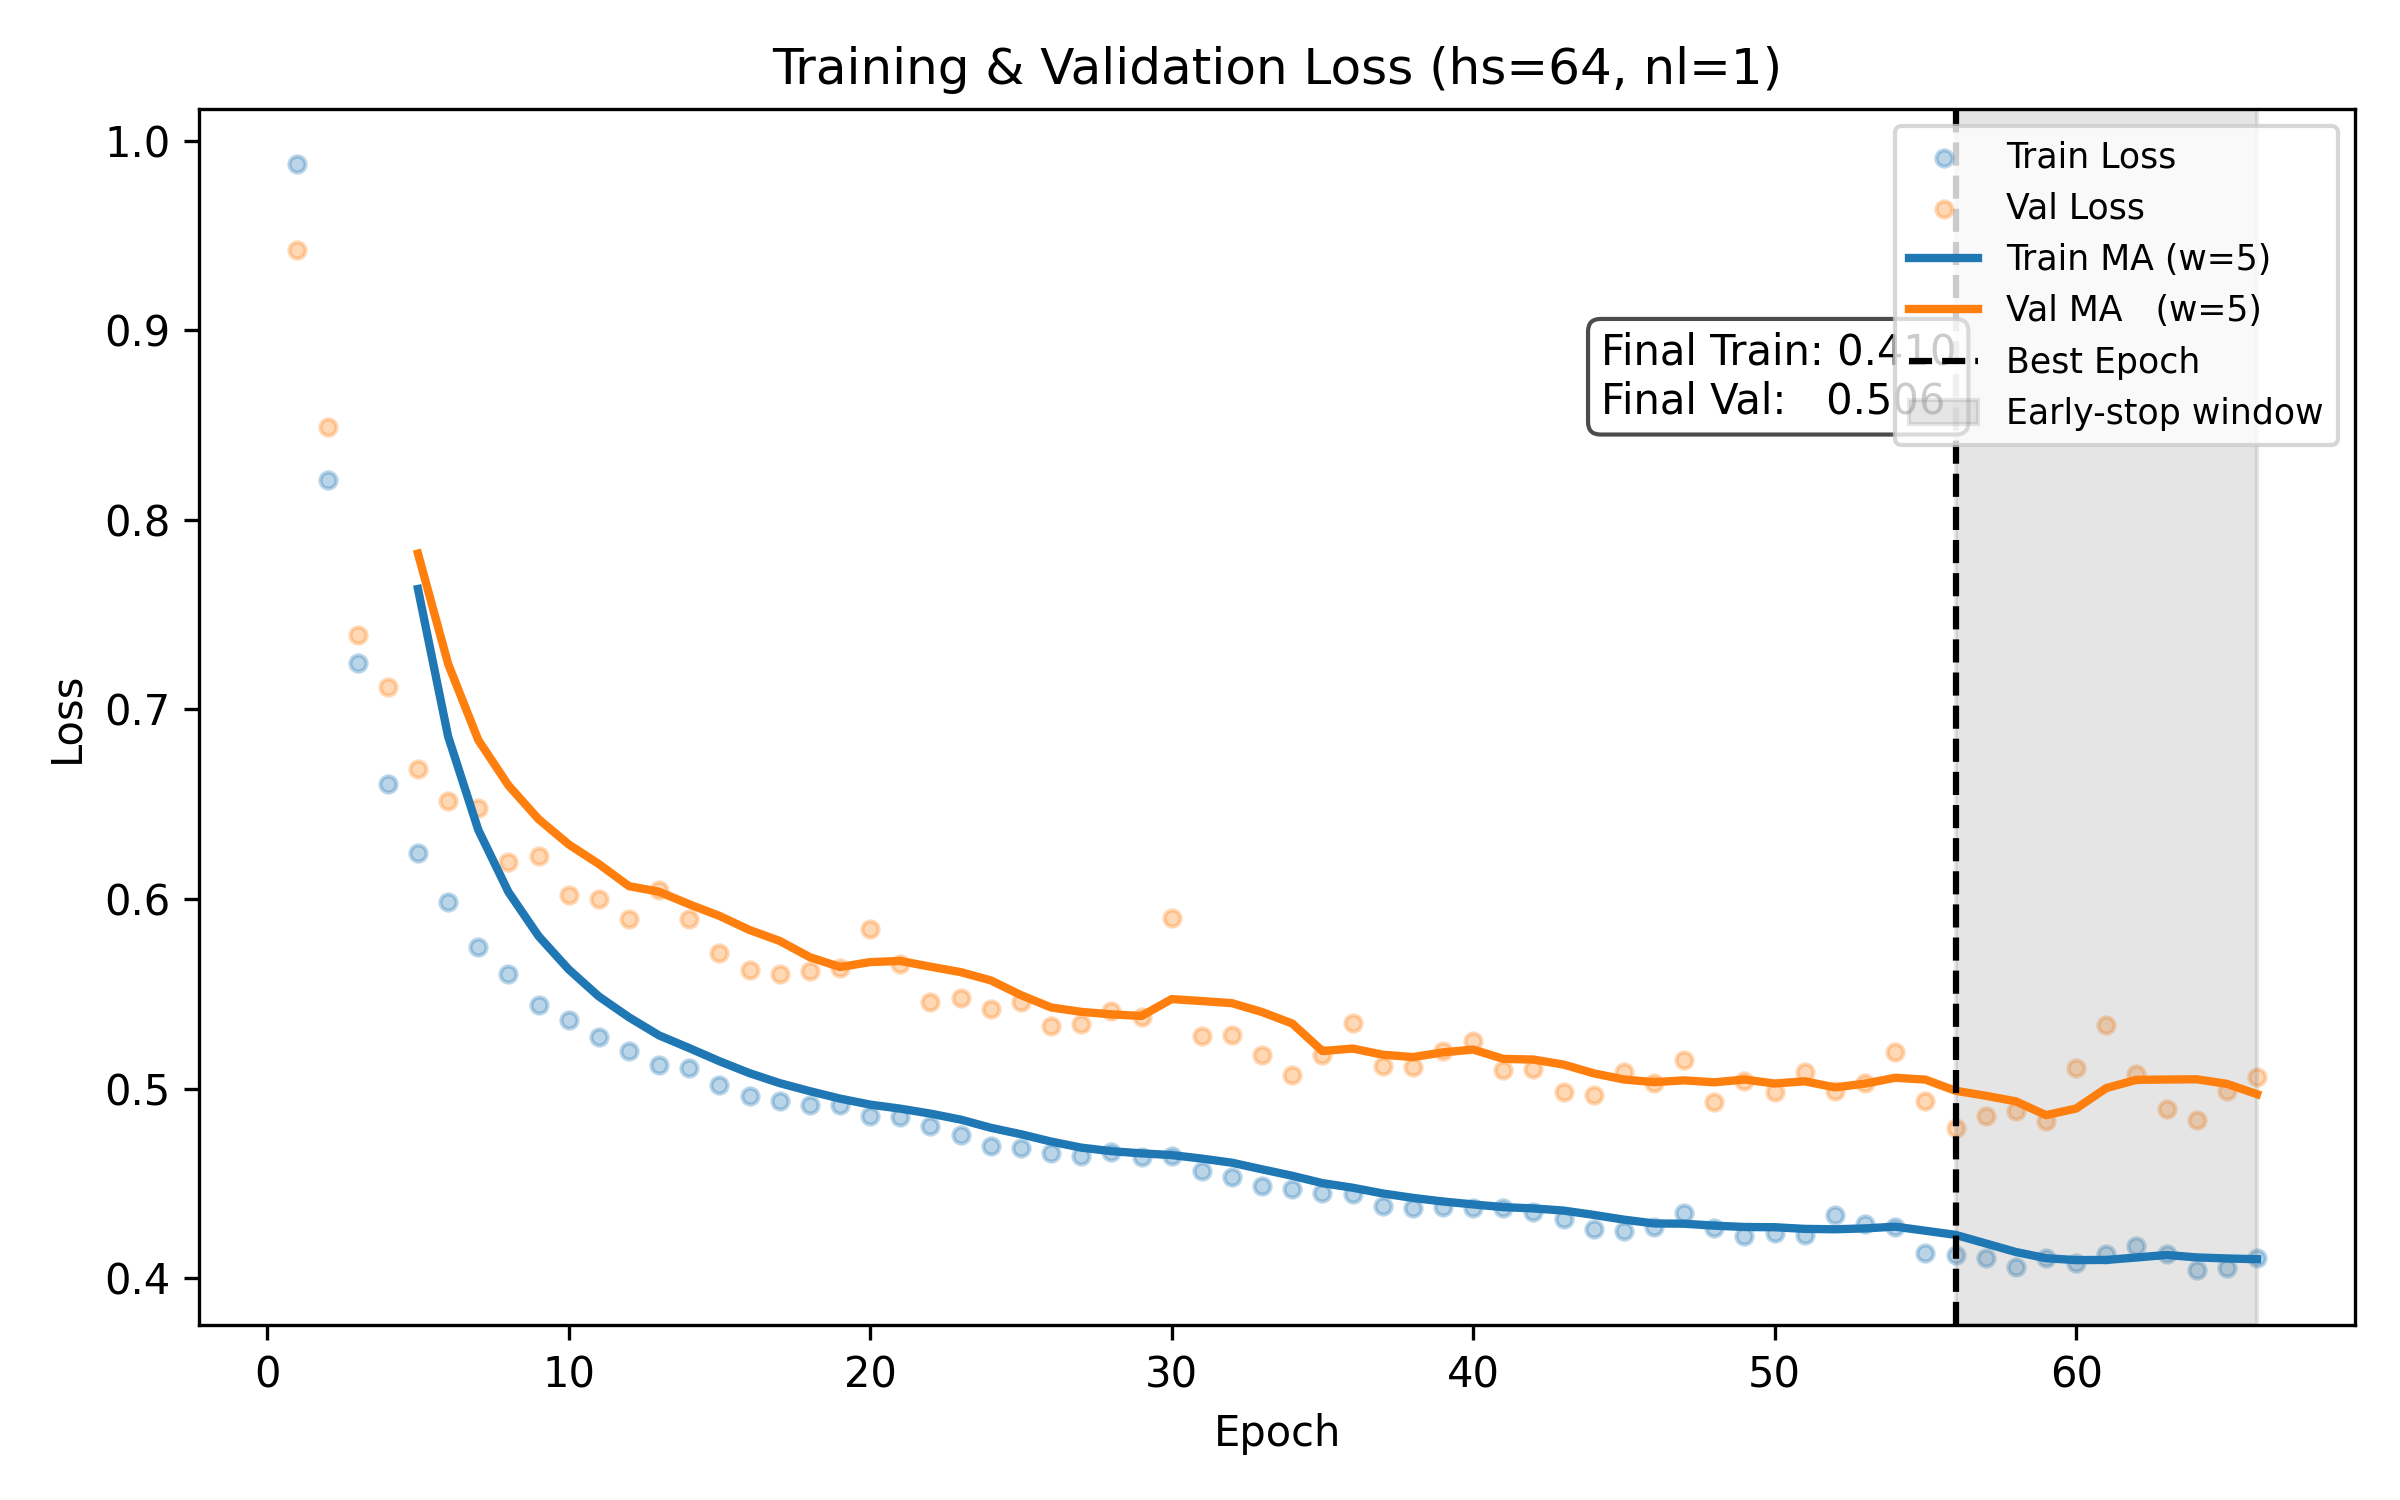 Training & Validation Loss (hs=64, nl=1)
Loss
1.0
0.9
0.8
0.7
0.6
0.5
0.4
Final Train: 0.410
Final Val:   0.506
Train Loss
Val Loss
Train MA (w=5)
Val MA   (w=5)
Best Epoch
Early-stop window
0 10 20 30 40 50 60
Epoch